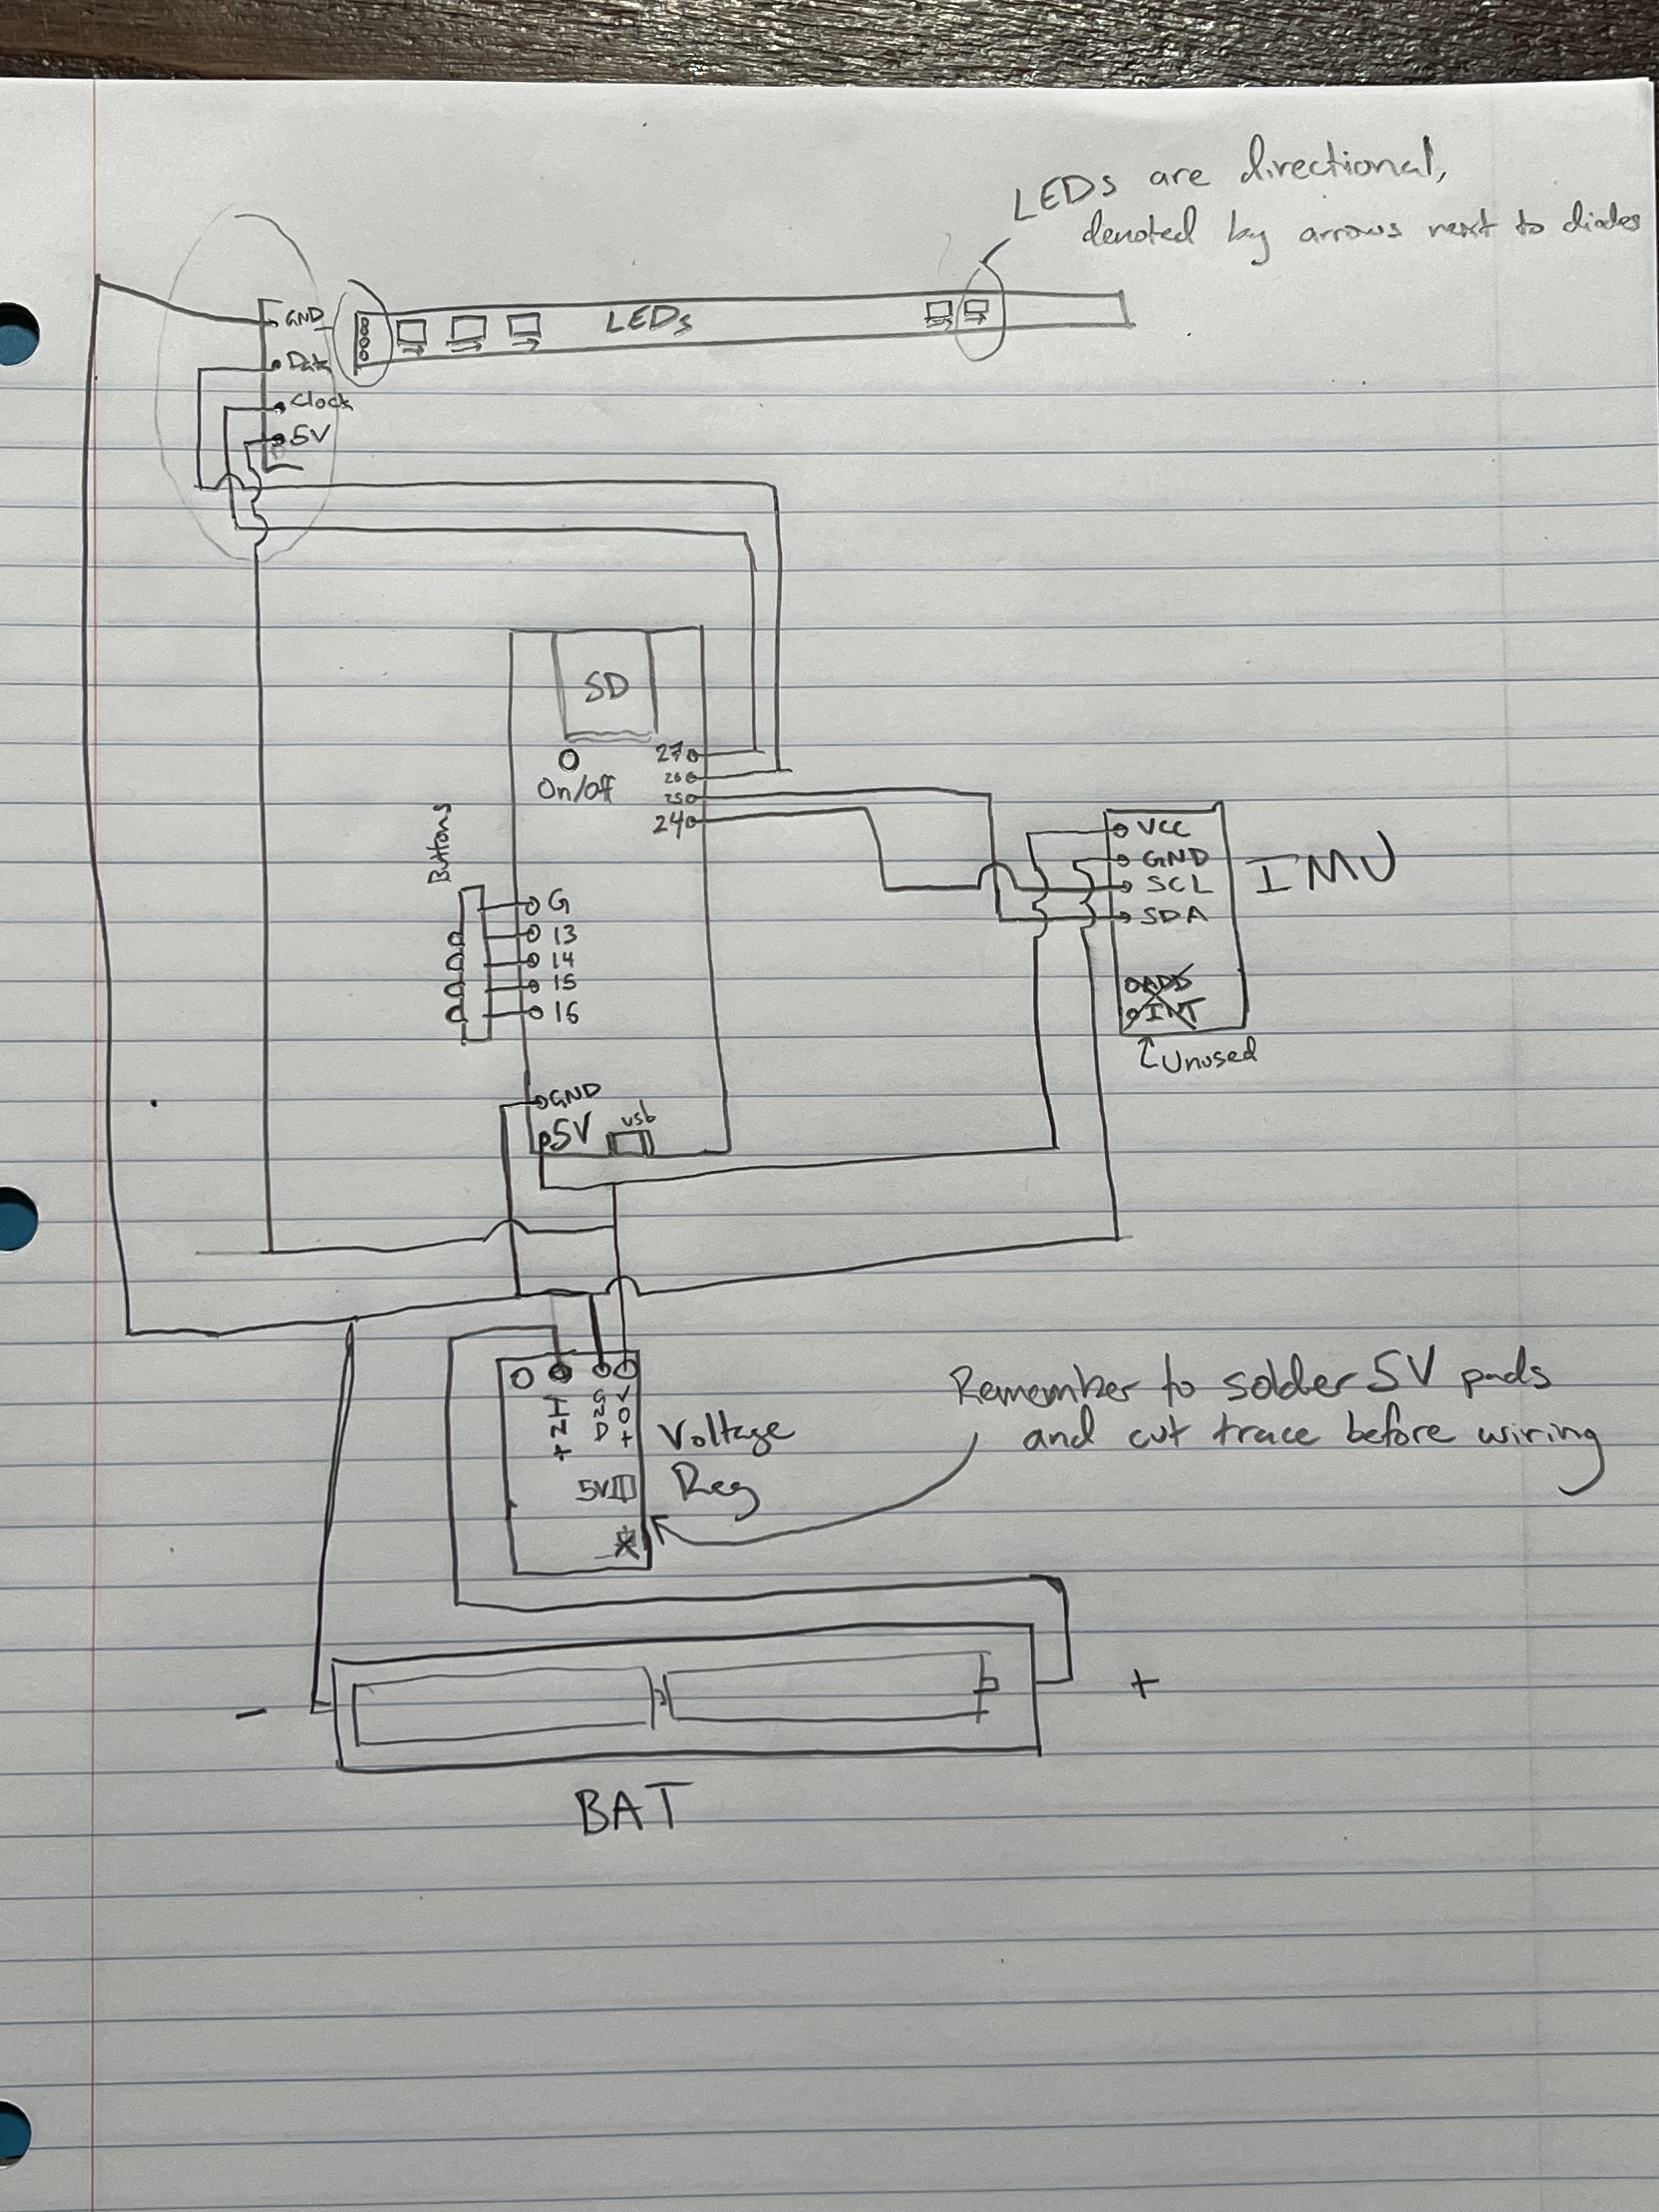 LEDs are directional,
denoted by arrows next to diodes
GND
LEDs
Data
Clock
5V
SD
27
26
On/off
25
24
Buttons
VCC
GND
IMU
SCL
G
SDA
13
14
15
ADD
16
INT
Unused
GND
usb
5V
IN+
GND
VO+
Voltage
Reg
5V
Remember to solder 5V pads
and cut trace before wiring
-
+
BAT